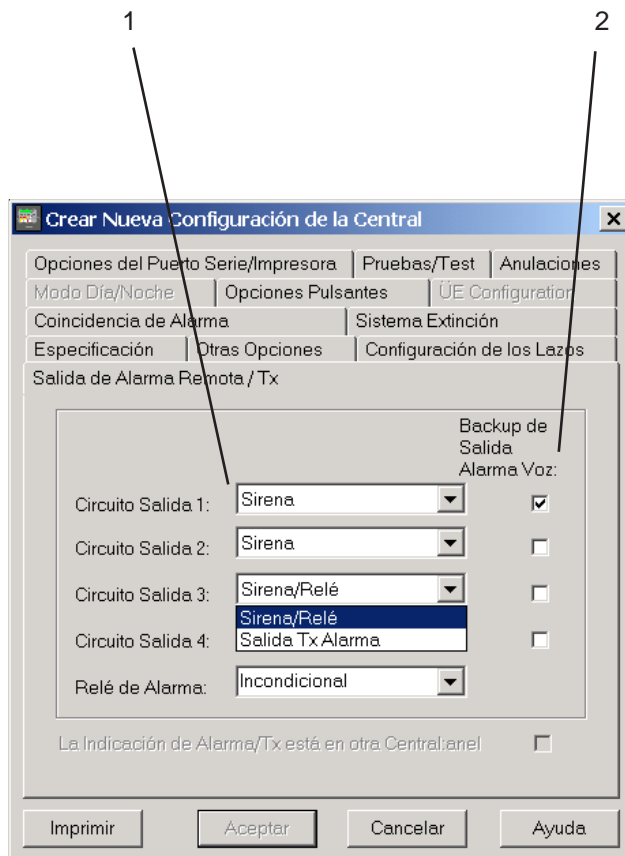 1
2
Crear Nueva Configuración de la Central
Opciones del Puerto Serie/Impresora
Pruebas/Test
Anulaciones
Modo Día/Noche
Opciones Pulsantes
ÜE Configuration
Coincidencia de Alarma
Sistema Extinción
Especificación
Otras Opciones
Configuración de los Lazos
Salida de Alarma Remota / Tx
Backup de
Salida
Alarma Voz:
Circuito Salida 1:
Sirena
Circuito Salida 2:
Sirena
Circuito Salida 3:
Sirena/Relé
Sirena/Relé
Circuito Salida 4:
Salida Tx Alarma
Relé de Alarma:
Incondicional
La Indicación de Alarma/Tx está en otra Central:anel
Imprimir
Aceptar
Cancelar
Ayuda